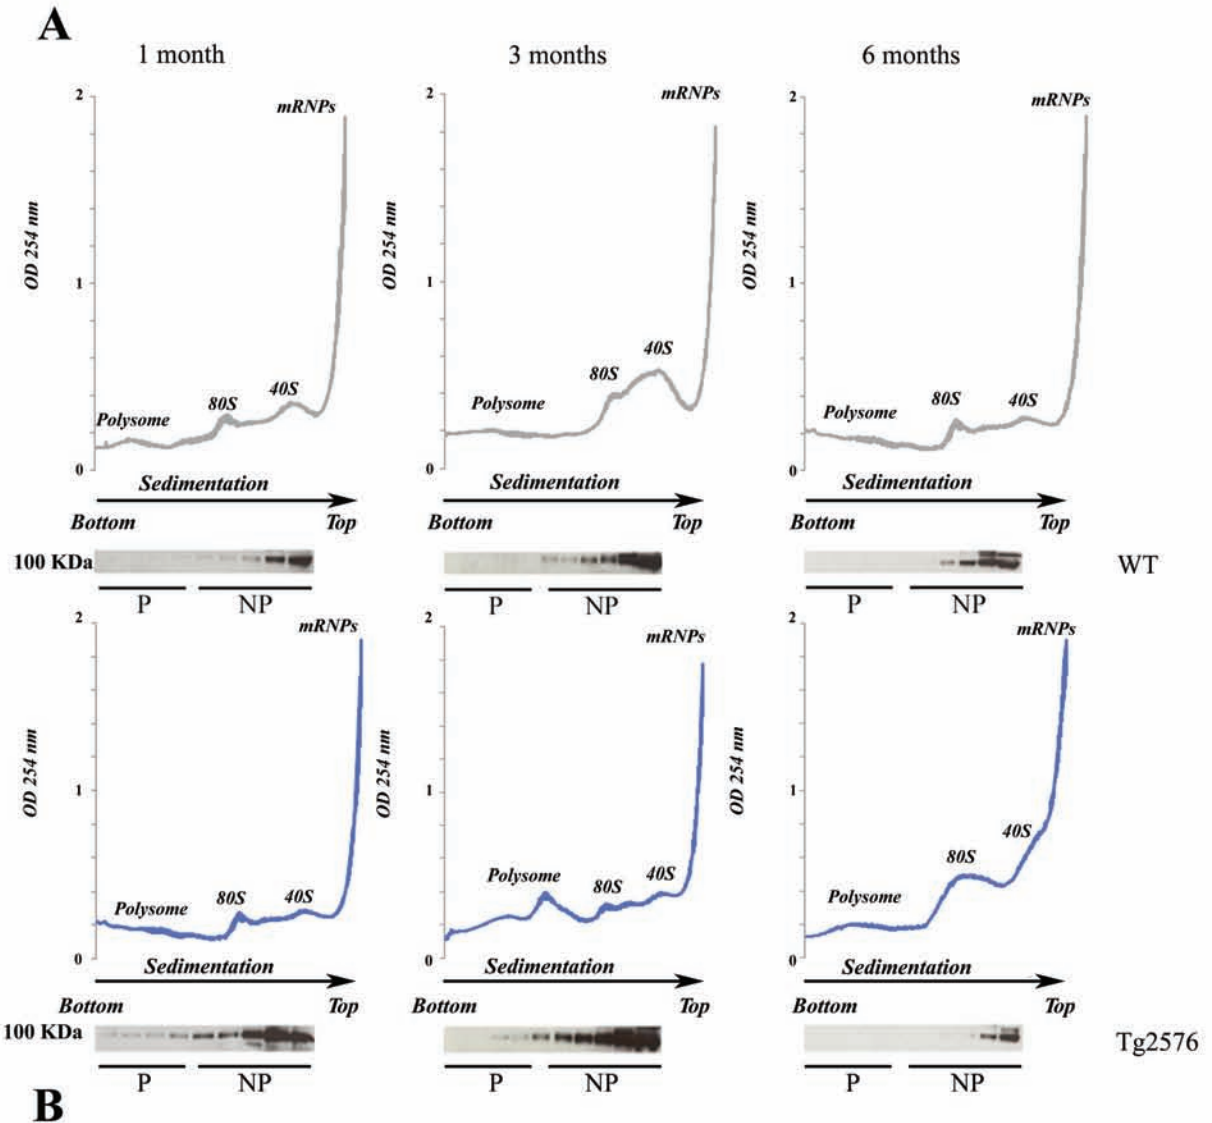 A
1 month
3 months
6 months
2
mRNPs
2
mRNPs
2
mRNPs
OD 254 nm
OD 254 nm
OD 254 nm
1
1
1
Polysome
80S
40S
Polysome
80S
40S
Polysome
80S
40S
0
0
0
Sedimentation
Sedimentation
Sedimentation
Bottom
Top
Bottom
Top
Bottom
Top
100 KDa
WT
P
NP
P
NP
P
NP
2
mRNPs
2
mRNPs
2
mRNPs
OD 254 nm
OD 254 nm
OD 254 nm
1
1
1
Polysome
80S
40S
Polysome
80S
40S
Polysome
80S
40S
0
0
0
Sedimentation
Sedimentation
Sedimentation
Bottom
Top
Bottom
Top
Bottom
Top
100 KDa
Tg2576
P
NP
P
NP
P
NP
B